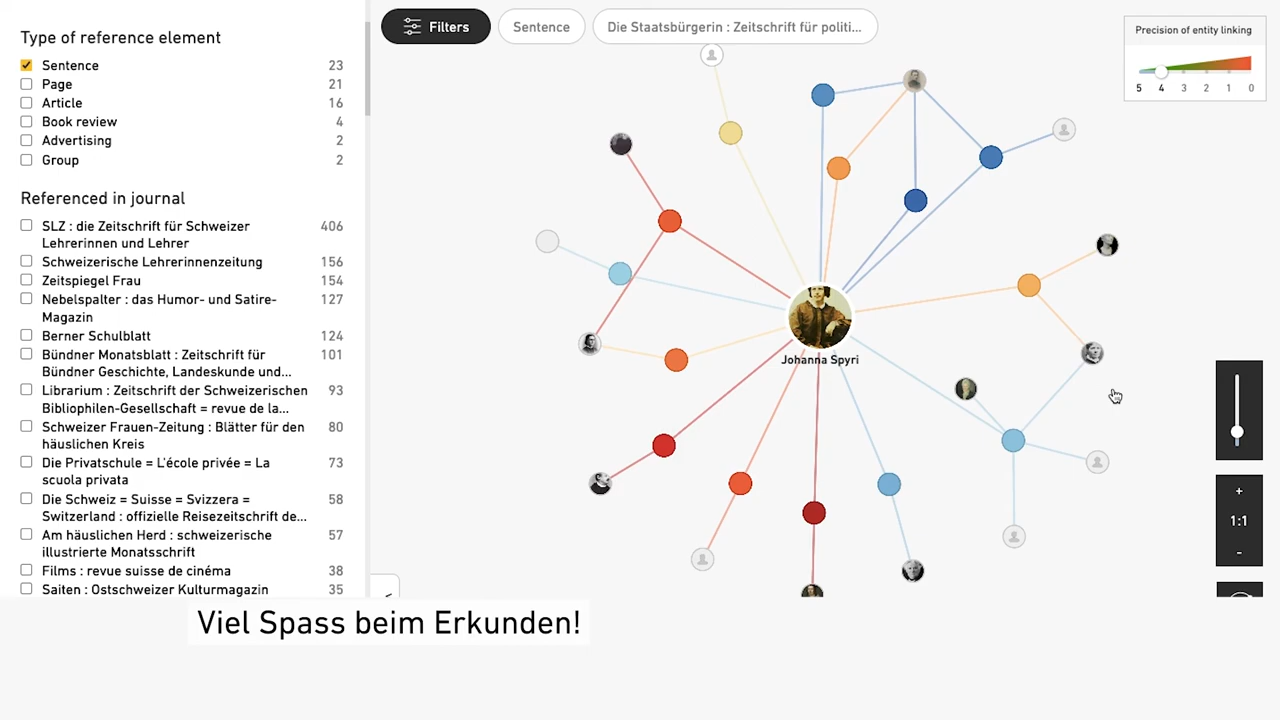 Type of reference element
Sentence 23
Page 21
Article 16
Book review 4
Advertising 2
Group 2
Referenced in journal
SLZ : die Zeitschrift für Schweizer 406
Lehrerinnen und Lehrer
Schweizerische Lehrerinnenzeitung 156
Zeitspiegel Frau 154
Nebelspalter : das Humor- und Satire- 127
Magazin
Berner Schulblatt 124
Bündner Monatsblatt : Zeitschrift für 101
Bündner Geschichte, Landeskunde und...
Librarium : Zeitschrift der Schweizerischen 93
Bibliophilen-Gesellschaft = revue de la...
Schweizer Frauen-Zeitung : Blätter für den 80
häuslichen Kreis
Die Privatschule = L'école privée = La 73
scuola privata
Die Schweiz = Suisse = Svizzera = 58
Switzerland : offizielle Reisezeitschrift de...
Am häuslichen Herd : schweizerische 57
illustrierte Monatsschrift
Films : revue suisse de cinéma 38
Saiten : Ostschweizer Kulturmagazin 35
Filters
Sentence
Die Staatsbürgerin : Zeitschrift für politi...
Precision of entity linking
5 4 3 2 1 0
Johanna Spyri
+
1:1
-
<
Viel Spass beim Erkunden!